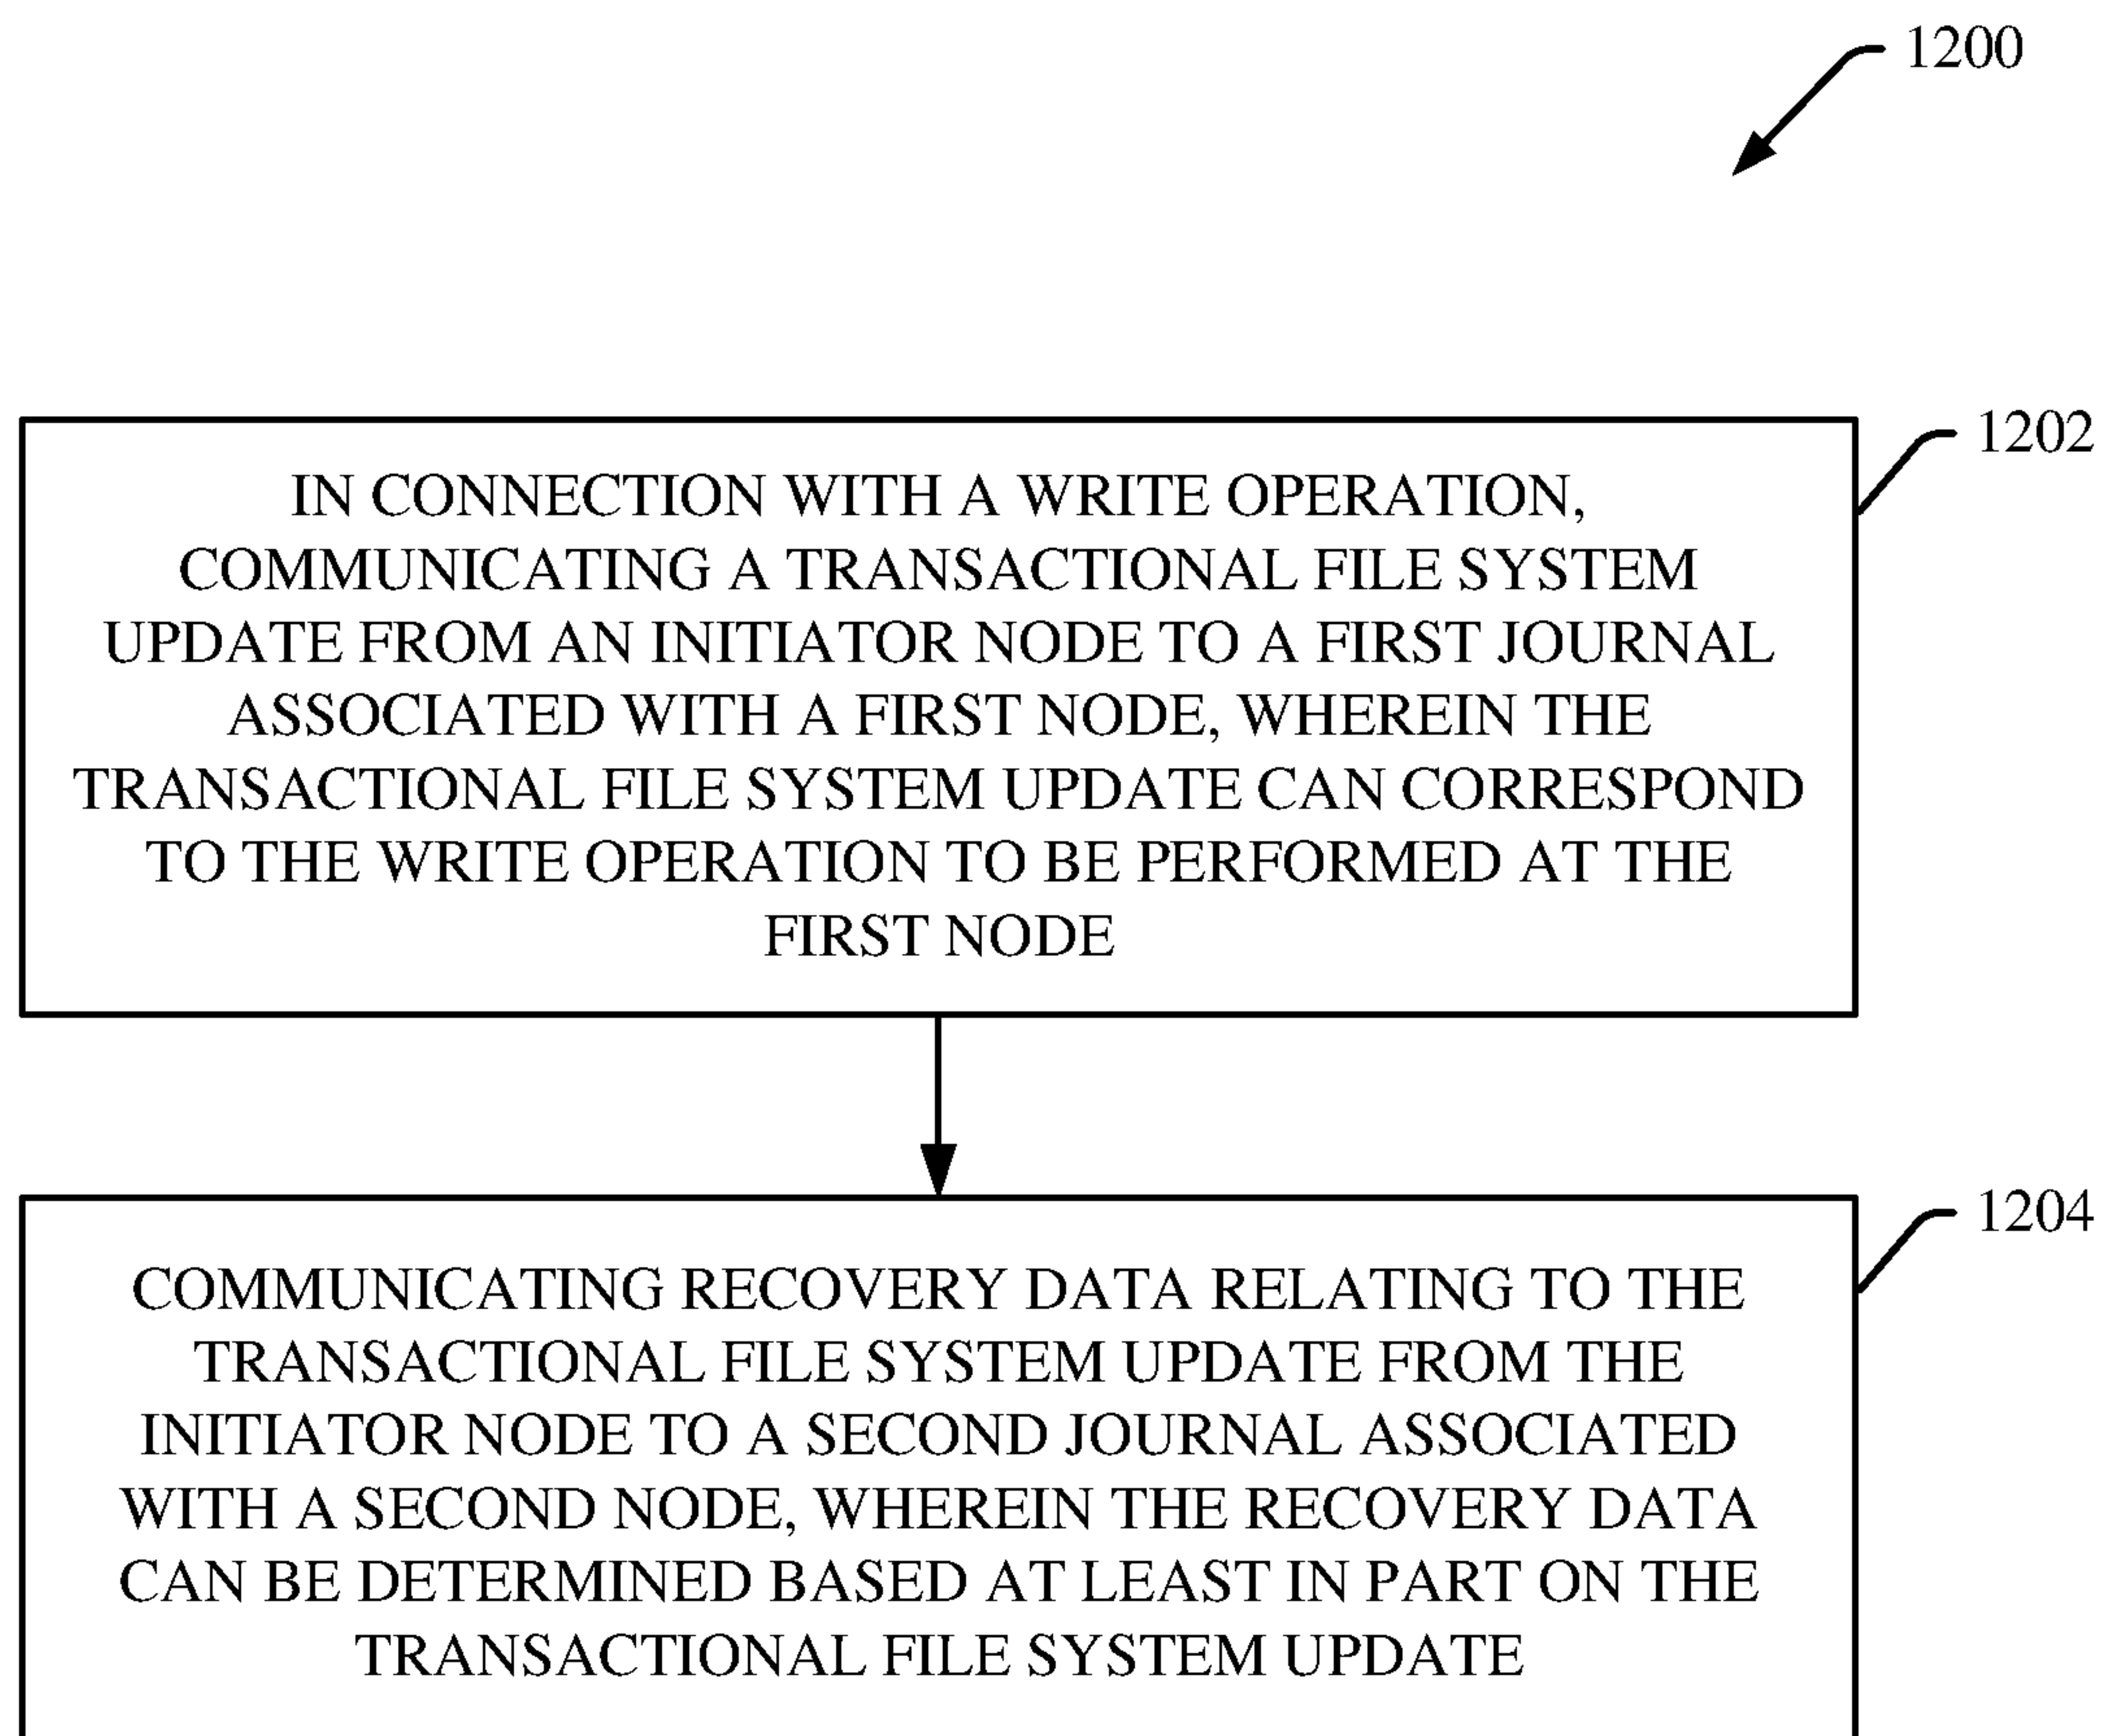 1200
1202
IN CONNECTION WITH A WRITE OPERATION,
COMMUNICATING A TRANSACTIONAL FILE SYSTEM
UPDATE FROM AN INITIATOR NODE TO A FIRST JOURNAL
ASSOCIATED WITH A FIRST NODE, WHEREIN THE
TRANSACTIONAL FILE SYSTEM UPDATE CAN CORRESPOND
TO THE WRITE OPERATION TO BE PERFORMED AT THE
FIRST NODE
1204
COMMUNICATING RECOVERY DATA RELATING TO THE
TRANSACTIONAL FILE SYSTEM UPDATE FROM THE
INITIATOR NODE TO A SECOND JOURNAL ASSOCIATED
WITH A SECOND NODE, WHEREIN THE RECOVERY DATA
CAN BE DETERMINED BASED AT LEAST IN PART ON THE
TRANSACTIONAL FILE SYSTEM UPDATE